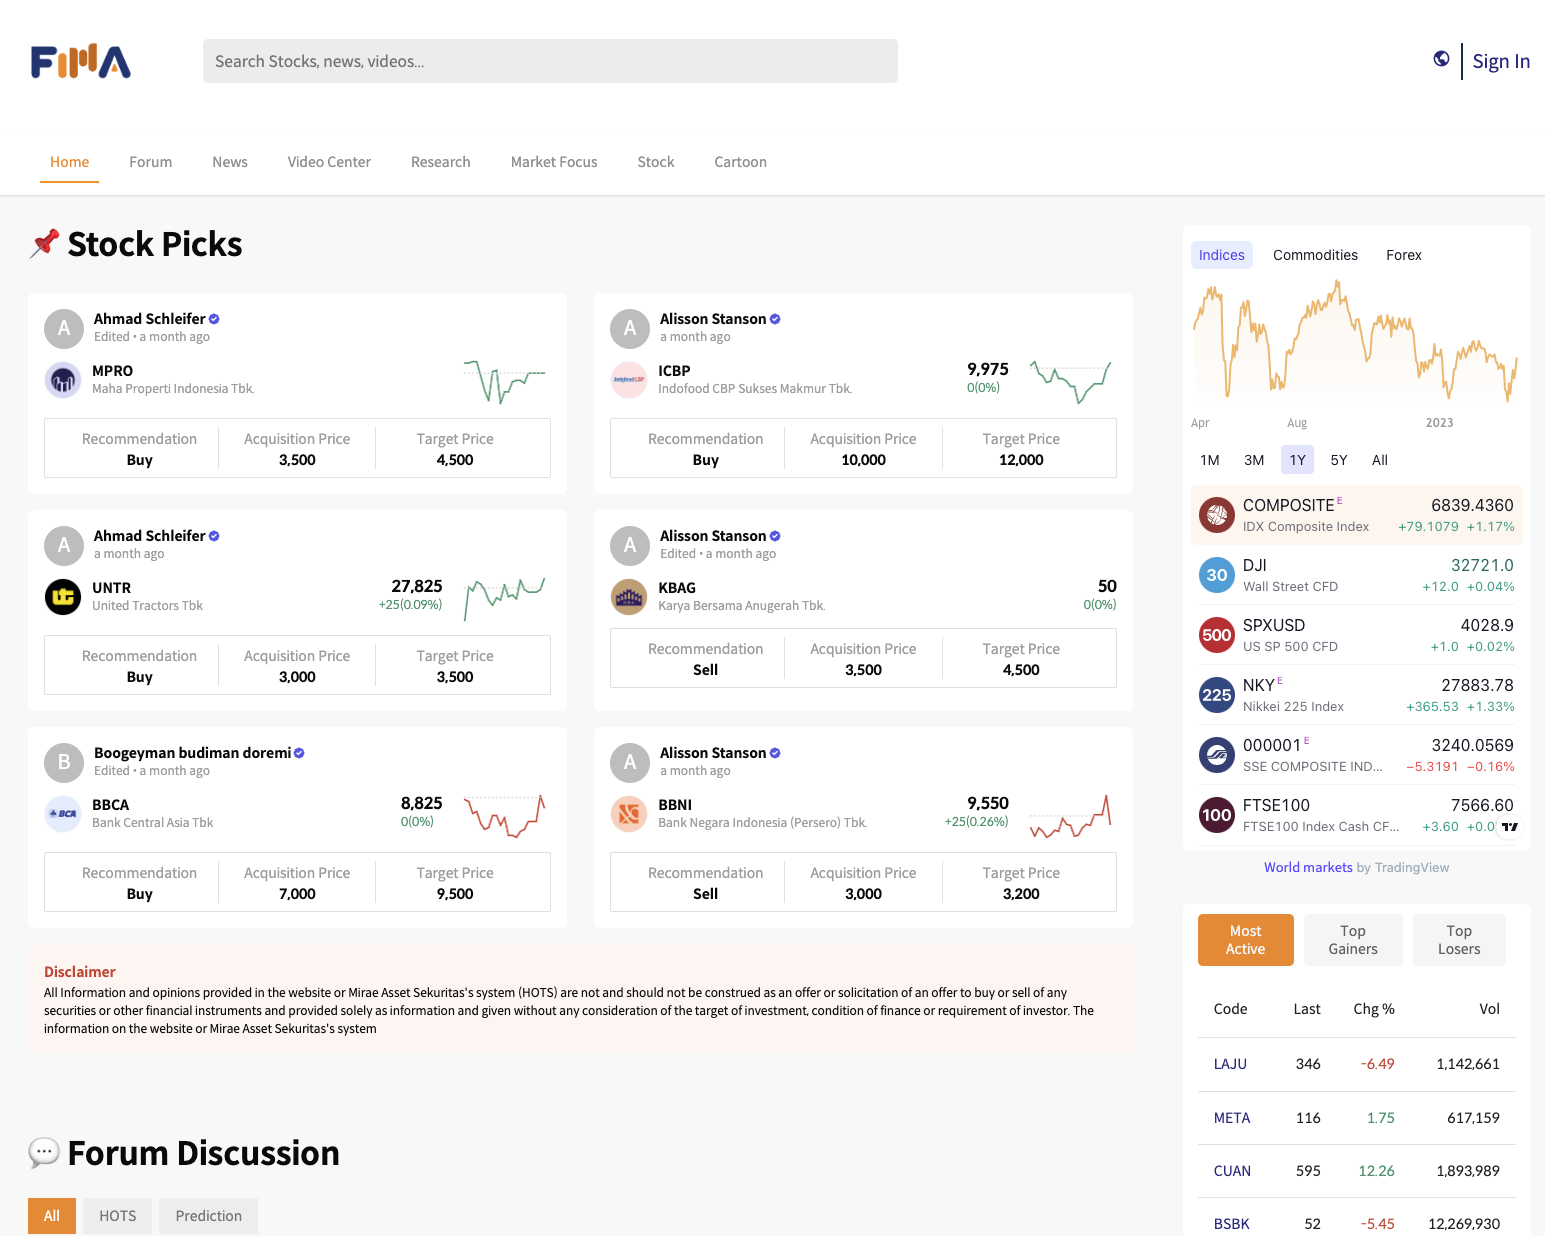 FIMA
Search Stocks, news, videos...
Sign In
Home
Forum
News
Video Center
Research
Market Focus
Stock
Cartoon
Stock Picks
A
Ahmad Schleifer
Edited • a month ago
MPRO
Maha Properti Indonesia Tbk.
Recommendation
Buy
Acquisition Price
3,500
Target Price
4,500
A
Alisson Stanson
a month ago
Indofood CBP
ICBP
Indofood CBP Sukses Makmur Tbk.
9,975
0(0%)
Recommendation
Buy
Acquisition Price
10,000
Target Price
12,000
A
Ahmad Schleifer
a month ago
UNTR
United Tractors Tbk
27,825
+25(0.09%)
Recommendation
Buy
Acquisition Price
3,000
Target Price
3,500
A
Alisson Stanson
Edited • a month ago
KBAG
Karya Bersama Anugerah Tbk.
50
0(0%)
Recommendation
Sell
Acquisition Price
3,500
Target Price
4,500
B
Boogeyman budiman doremi
Edited • a month ago
BCA
BBCA
Bank Central Asia Tbk
8,825
0(0%)
Recommendation
Buy
Acquisition Price
7,000
Target Price
9,500
A
Alisson Stanson
a month ago
BBNI
Bank Negara Indonesia (Persero) Tbk.
9,550
+25(0.26%)
Recommendation
Sell
Acquisition Price
3,000
Target Price
3,200
Disclaimer
All Information and opinions provided in the website or Mirae Asset Sekuritas's system (HOTS) are not and should not be construed as an offer or solicitation of an offer to buy or sell of any
securities or other financial instruments and provided solely as information and given without any consideration of the target of investment, condition of finance or requirement of investor. The
information on the website or Mirae Asset Sekuritas's system
Forum Discussion
All
HOTS
Prediction
Indices
Commodities
Forex
Apr
Aug
2023
1M
3M
1Y
5Y
All
COMPOSITE E
6839.4360
IDX Composite Index
+79.1079 +1.17%
30
DJI
32721.0
Wall Street CFD
+12.0 +0.04%
500
SPXUSD
4028.9
US SP 500 CFD
+1.0 +0.02%
225
NKY E
27883.78
Nikkei 225 Index
+365.53 +1.33%
000001 E
3240.0569
SSE COMPOSITE IND...
−5.3191 −0.16%
100
FTSE100
7566.60
FTSE100 Index Cash CF...
+3.60 +0.0
World markets by TradingView
Most
Active
Top
Gainers
Top
Losers
Code Last Chg % Vol
LAJU 346 -6.49 1,142,661
META 116 1.75 617,159
CUAN 595 12.26 1,893,989
BSBK 52 -5.45 12,269,930